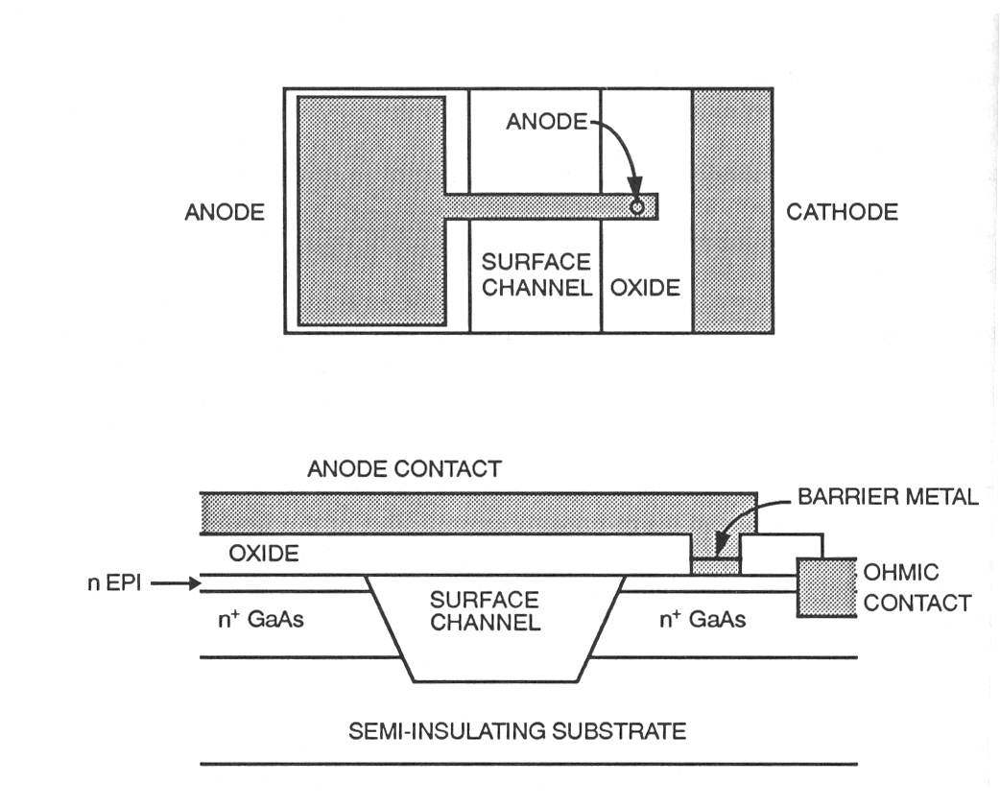 ANODE
ANODE
CATHODE
SURFACE
CHANNEL
OXIDE
ANODE CONTACT
BARRIER METAL
OXIDE
n EPI
OHMIC
CONTACT
SURFACE
CHANNEL
n⁺ GaAs
n⁺ GaAs
SEMI-INSULATING SUBSTRATE